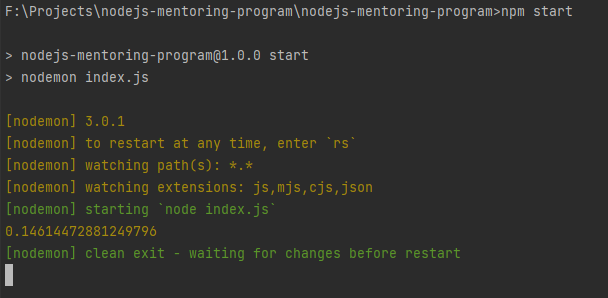 F:\Projects\nodejs-mentoring-program\nodejs-mentoring-program>npm start
> nodejs-mentoring-program@1.0.0 start
> nodemon index.js
[nodemon] 3.0.1
[nodemon] to restart at any time, enter `rs`
[nodemon] watching path(s): *.*
[nodemon] watching extensions: js,mjs,cjs,json
[nodemon] starting `node index.js`
0.14614472881249796
[nodemon] clean exit - waiting for changes before restart